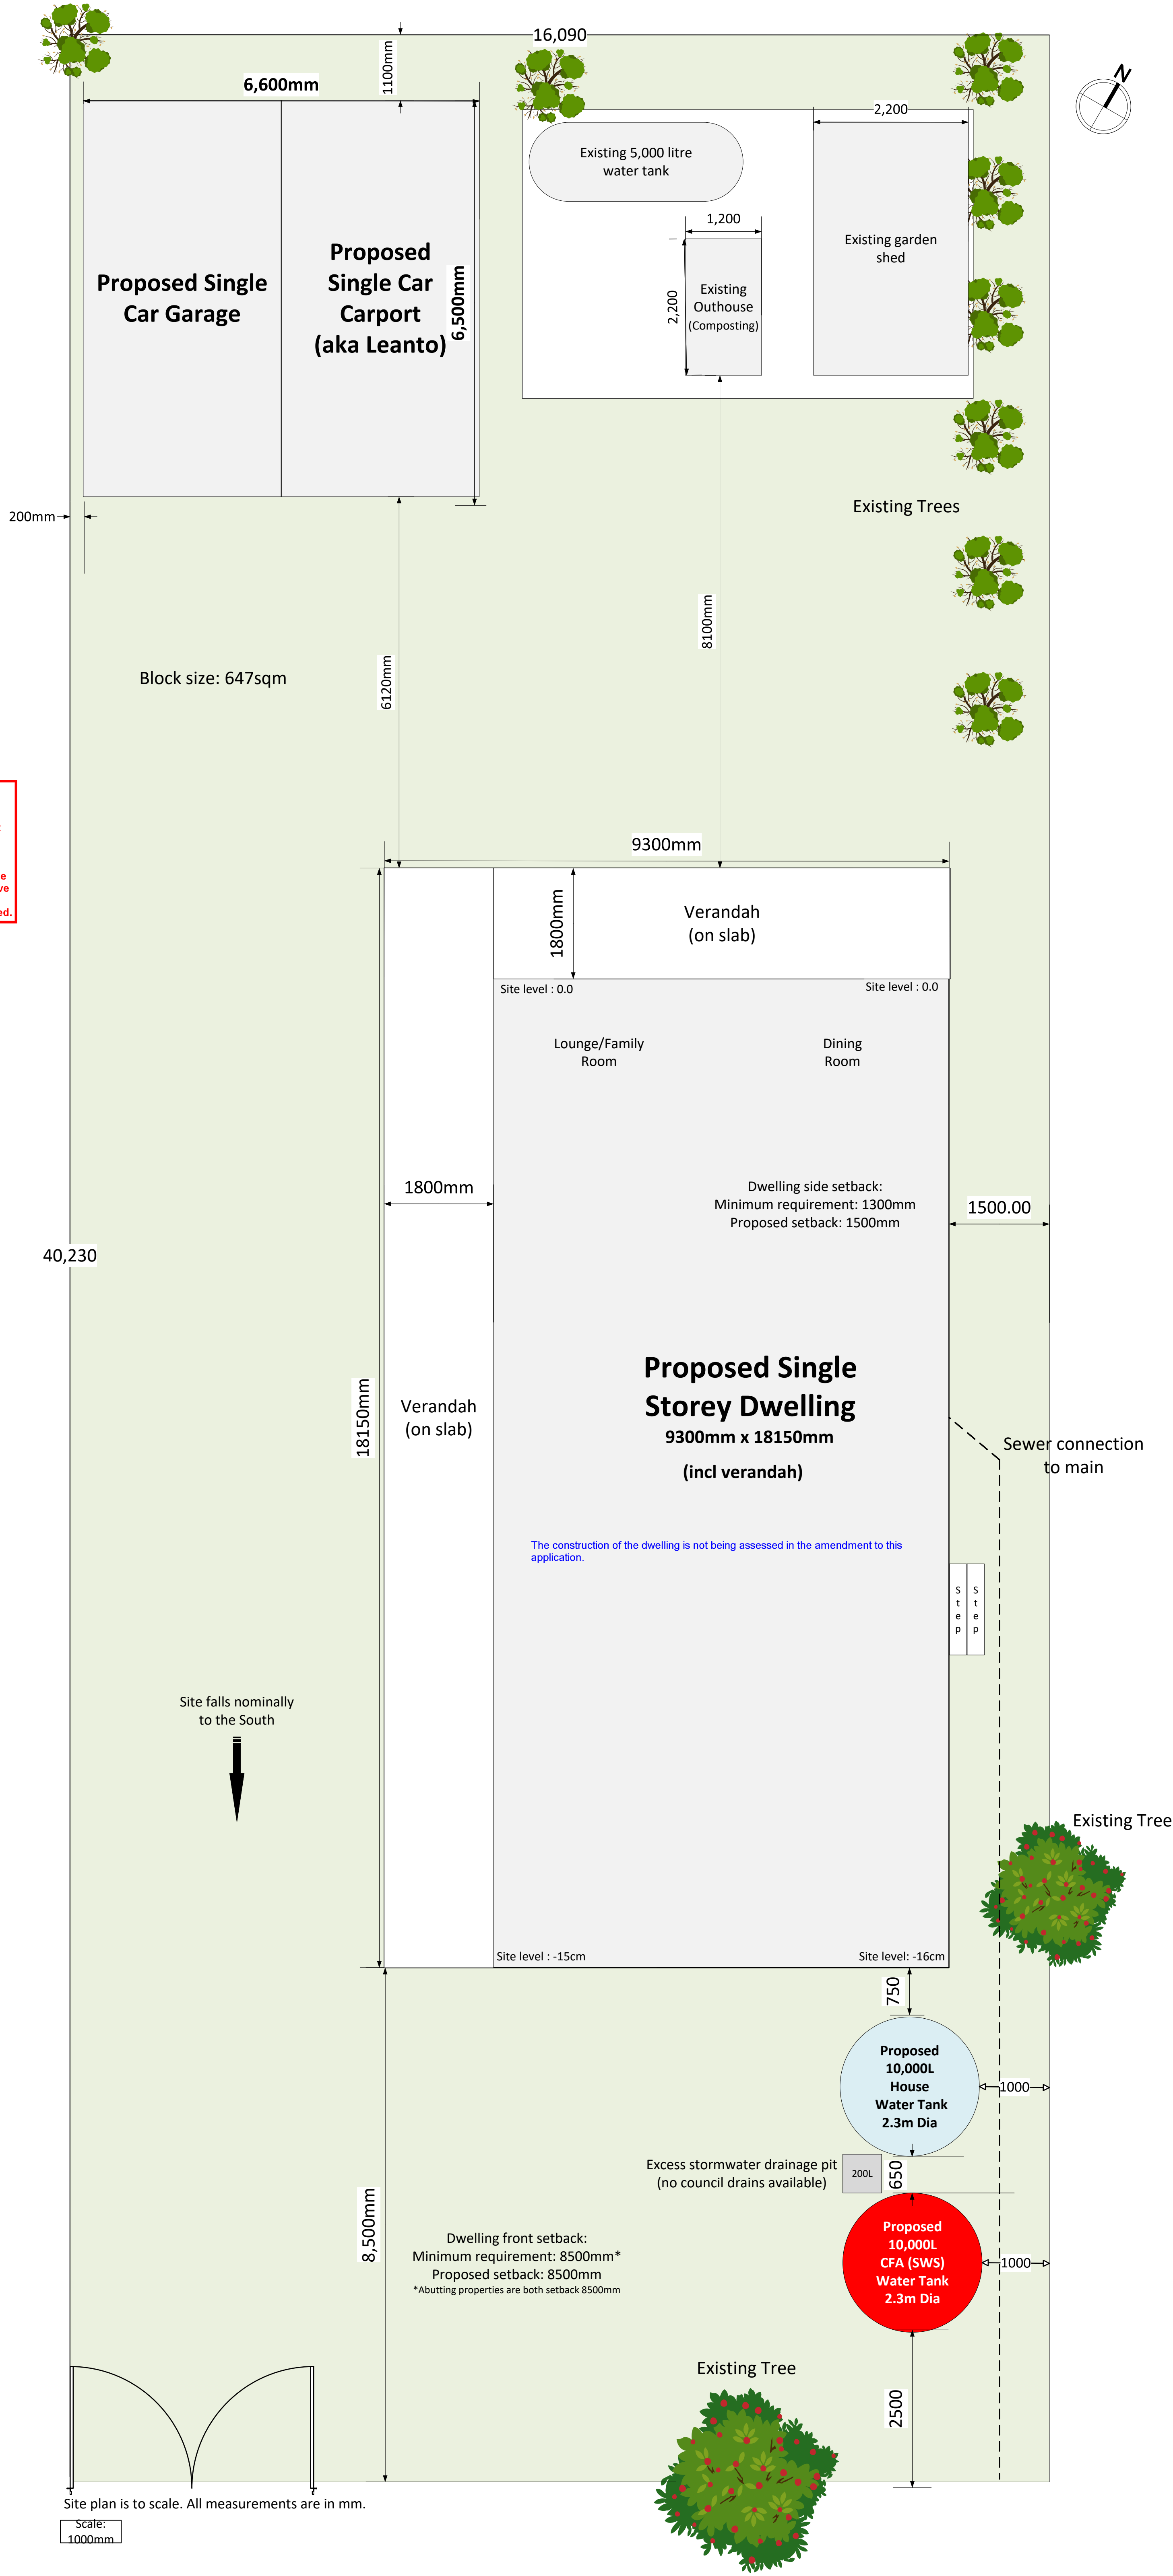 16,090
N
1100mm
6,600mm
2,200
Existing 5,000 litre
water tank
1,200
Existing garden
shed
Proposed Single
Car Garage
Proposed
Single Car
Carport
(aka Leanto)
6,500mm
2,200
Existing
Outhouse
(Composting)
200mm
Existing Trees
8100mm
6120mm
Block size: 647sqm
9300mm
ed.
1800mm
Verandah
(on slab)
Site level : 0.0
Site level : 0.0
Lounge/Family
Room
Dining
Room
1800mm
Dwelling side setback:
Minimum requirement: 1300mm
Proposed setback: 1500mm
1500.00
40,230
18150mm
Verandah
(on slab)
Proposed Single
Storey Dwelling
9300mm x 18150mm
(incl verandah)
Sewer connection
to main
The construction of the dwelling is not being assessed in the amendment to this
application.
Step
Step
Site falls nominally
to the South
Existing Tree
Site level : -15cm
Site level: -16cm
750
Proposed
10,000L
House
Water Tank
2.3m Dia
1000
Excess stormwater drainage pit
(no council drains available)
200L
650
8,500mm
Dwelling front setback:
Minimum requirement: 8500mm*
Proposed setback: 8500mm
*Abutting properties are both setback 8500mm
Proposed
10,000L
CFA (SWS)
Water Tank
2.3m Dia
1000
Existing Tree
2500
Site plan is to scale. All measurements are in mm.
Scale:
1000mm